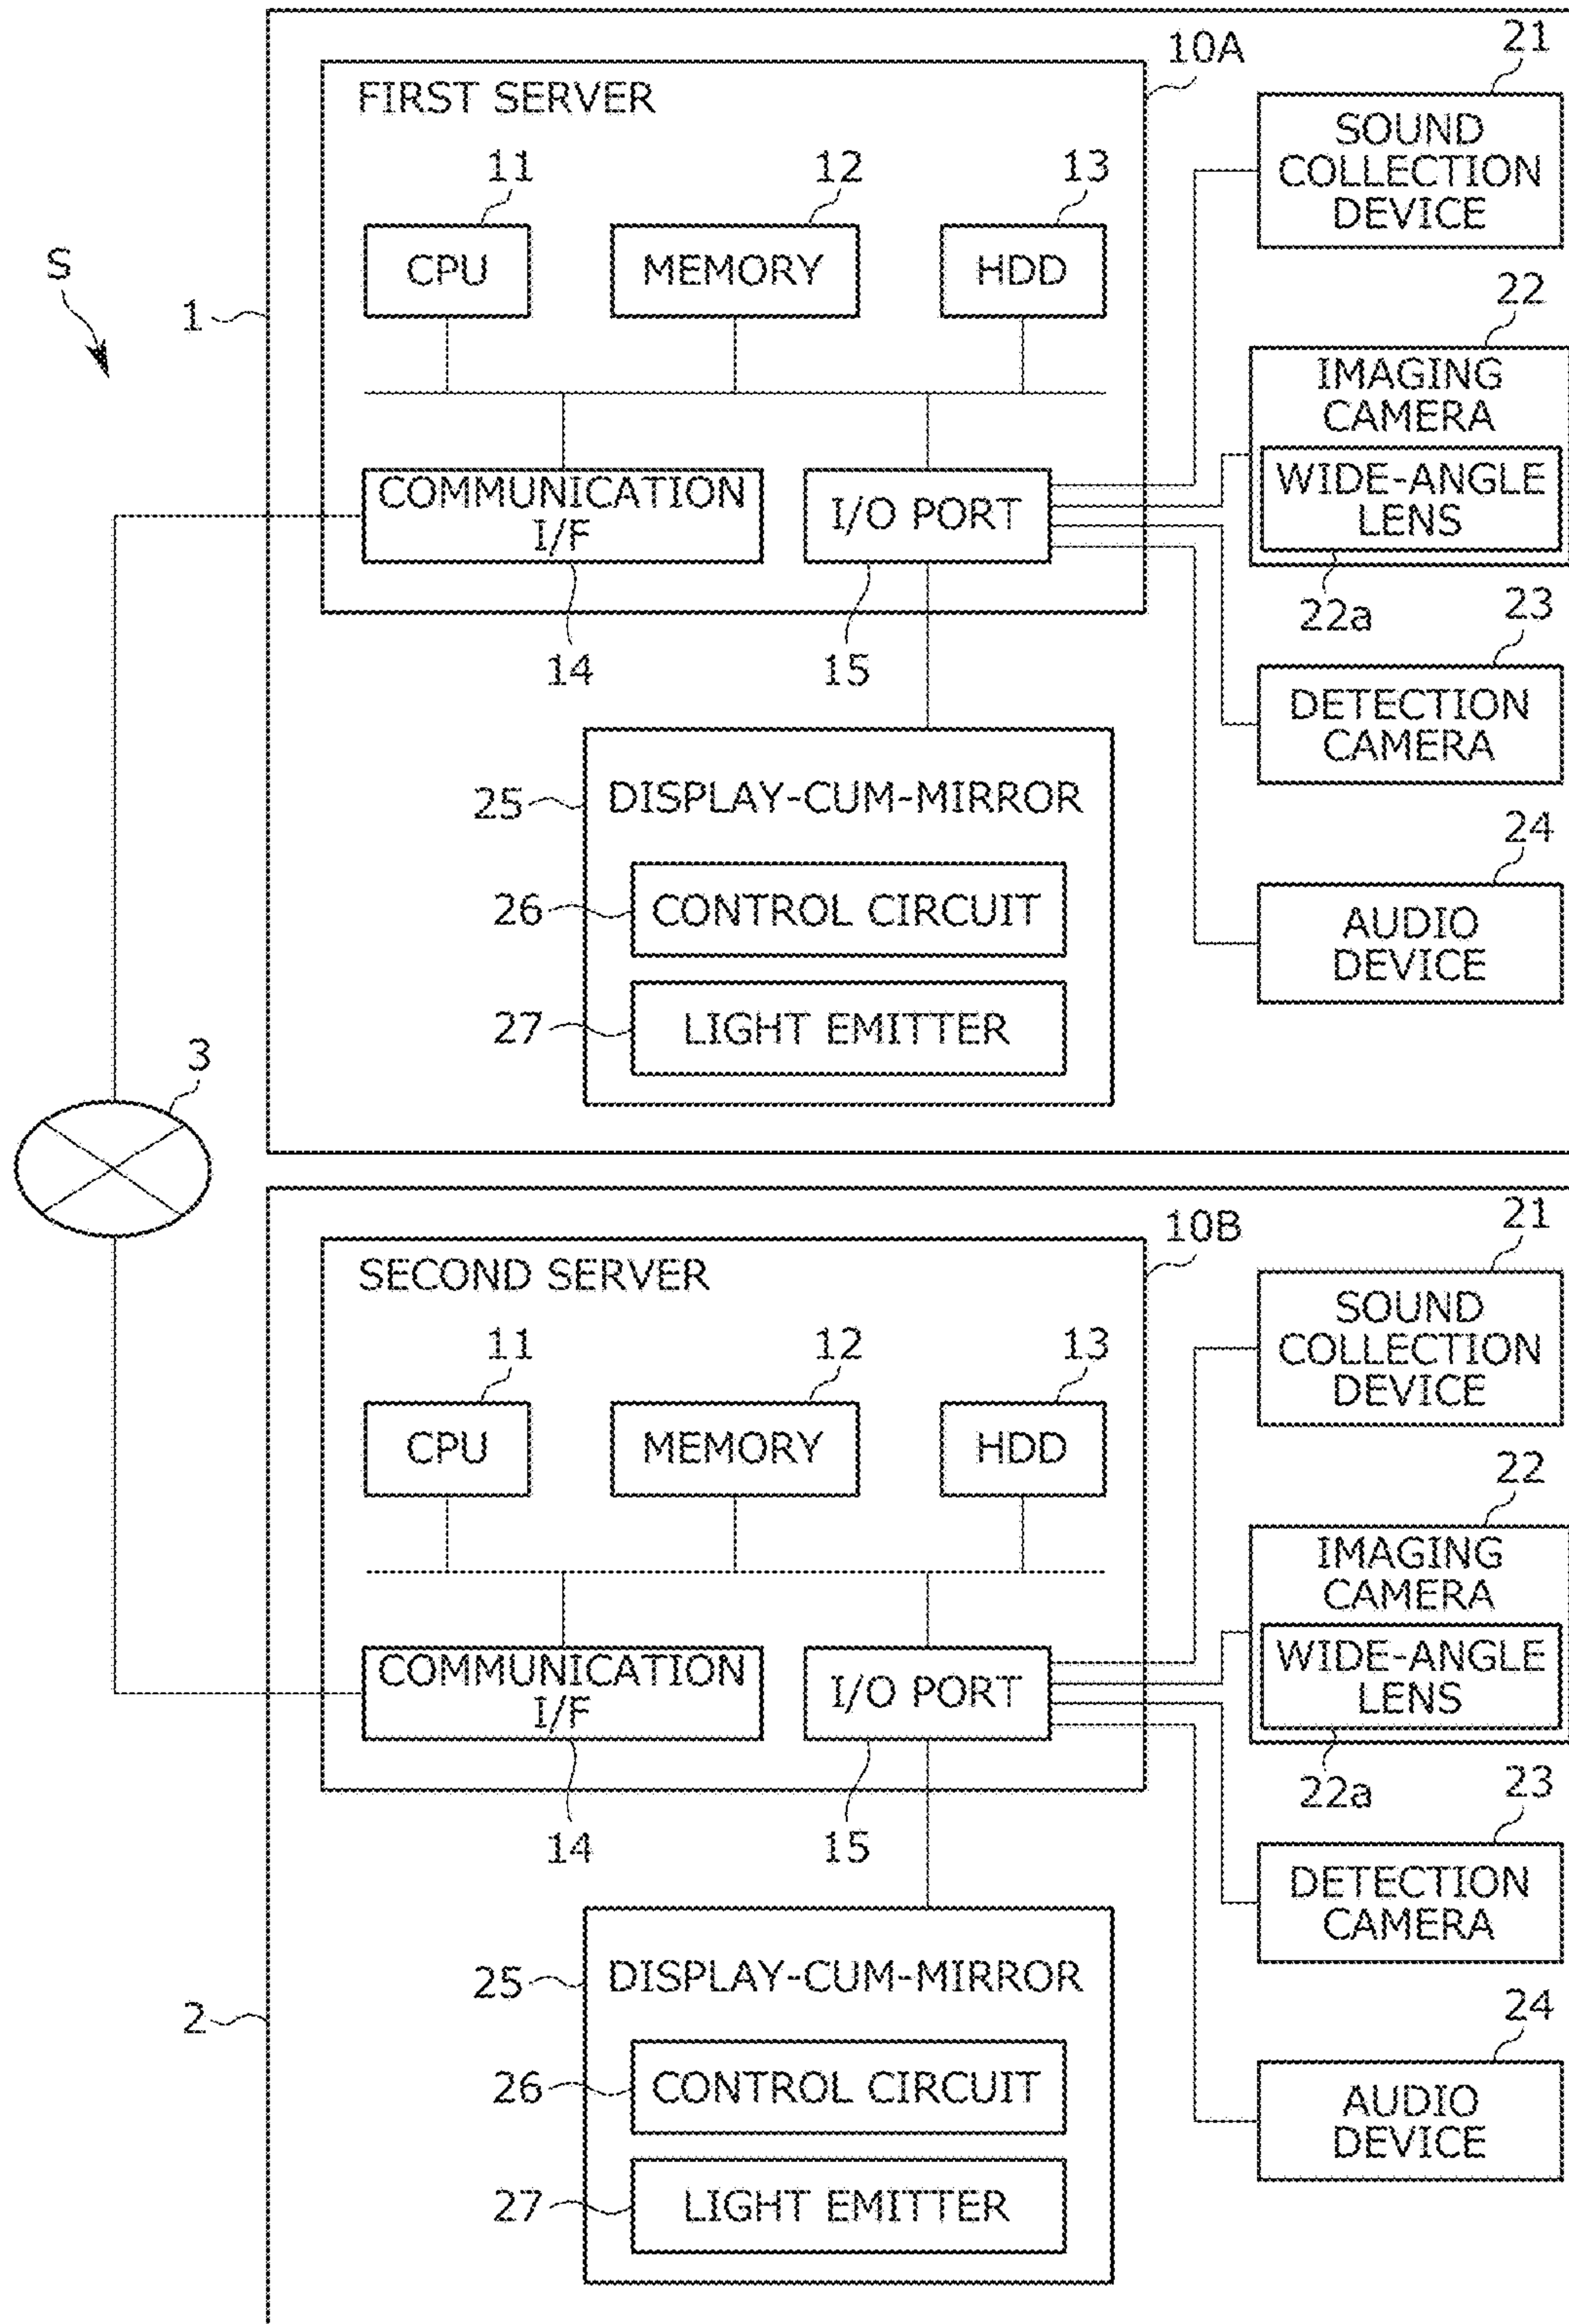 S
1
10A
FIRST SERVER
11
12
13
CPU
MEMORY
HDD
COMMUNICATION
I/F
I/O PORT
14
15
21
SOUND
COLLECTION
DEVICE
22
IMAGING
CAMERA
WIDE-ANGLE
LENS
22a
23
DETECTION
CAMERA
24
AUDIO
DEVICE
25
DISPLAY-CUM-MIRROR
26
CONTROL CIRCUIT
27
LIGHT EMITTER
3
2
10B
SECOND SERVER
11
12
13
CPU
MEMORY
HDD
COMMUNICATION
I/F
I/O PORT
14
15
21
SOUND
COLLECTION
DEVICE
22
IMAGING
CAMERA
WIDE-ANGLE
LENS
22a
23
DETECTION
CAMERA
24
AUDIO
DEVICE
25
DISPLAY-CUM-MIRROR
26
CONTROL CIRCUIT
27
LIGHT EMITTER